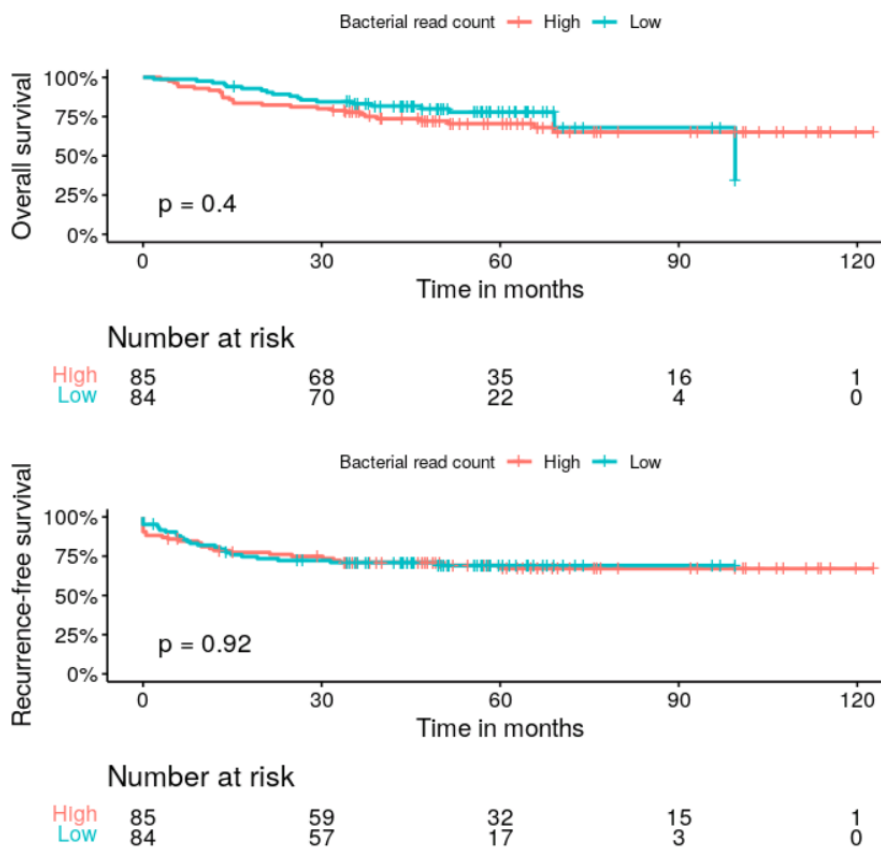 Bacterial read count High Low
Overall survival
100%
75%
50%
25%
0%
p = 0.4
0 30 60 90 120
Time in months
Number at risk
High 85 68 35 16 1
Low 84 70 22 4 0
Bacterial read count High Low
Recurrence-free survival
100%
75%
50%
25%
0%
p = 0.92
0 30 60 90 120
Time in months
Number at risk
High 85 59 32 15 1
Low 84 57 17 3 0